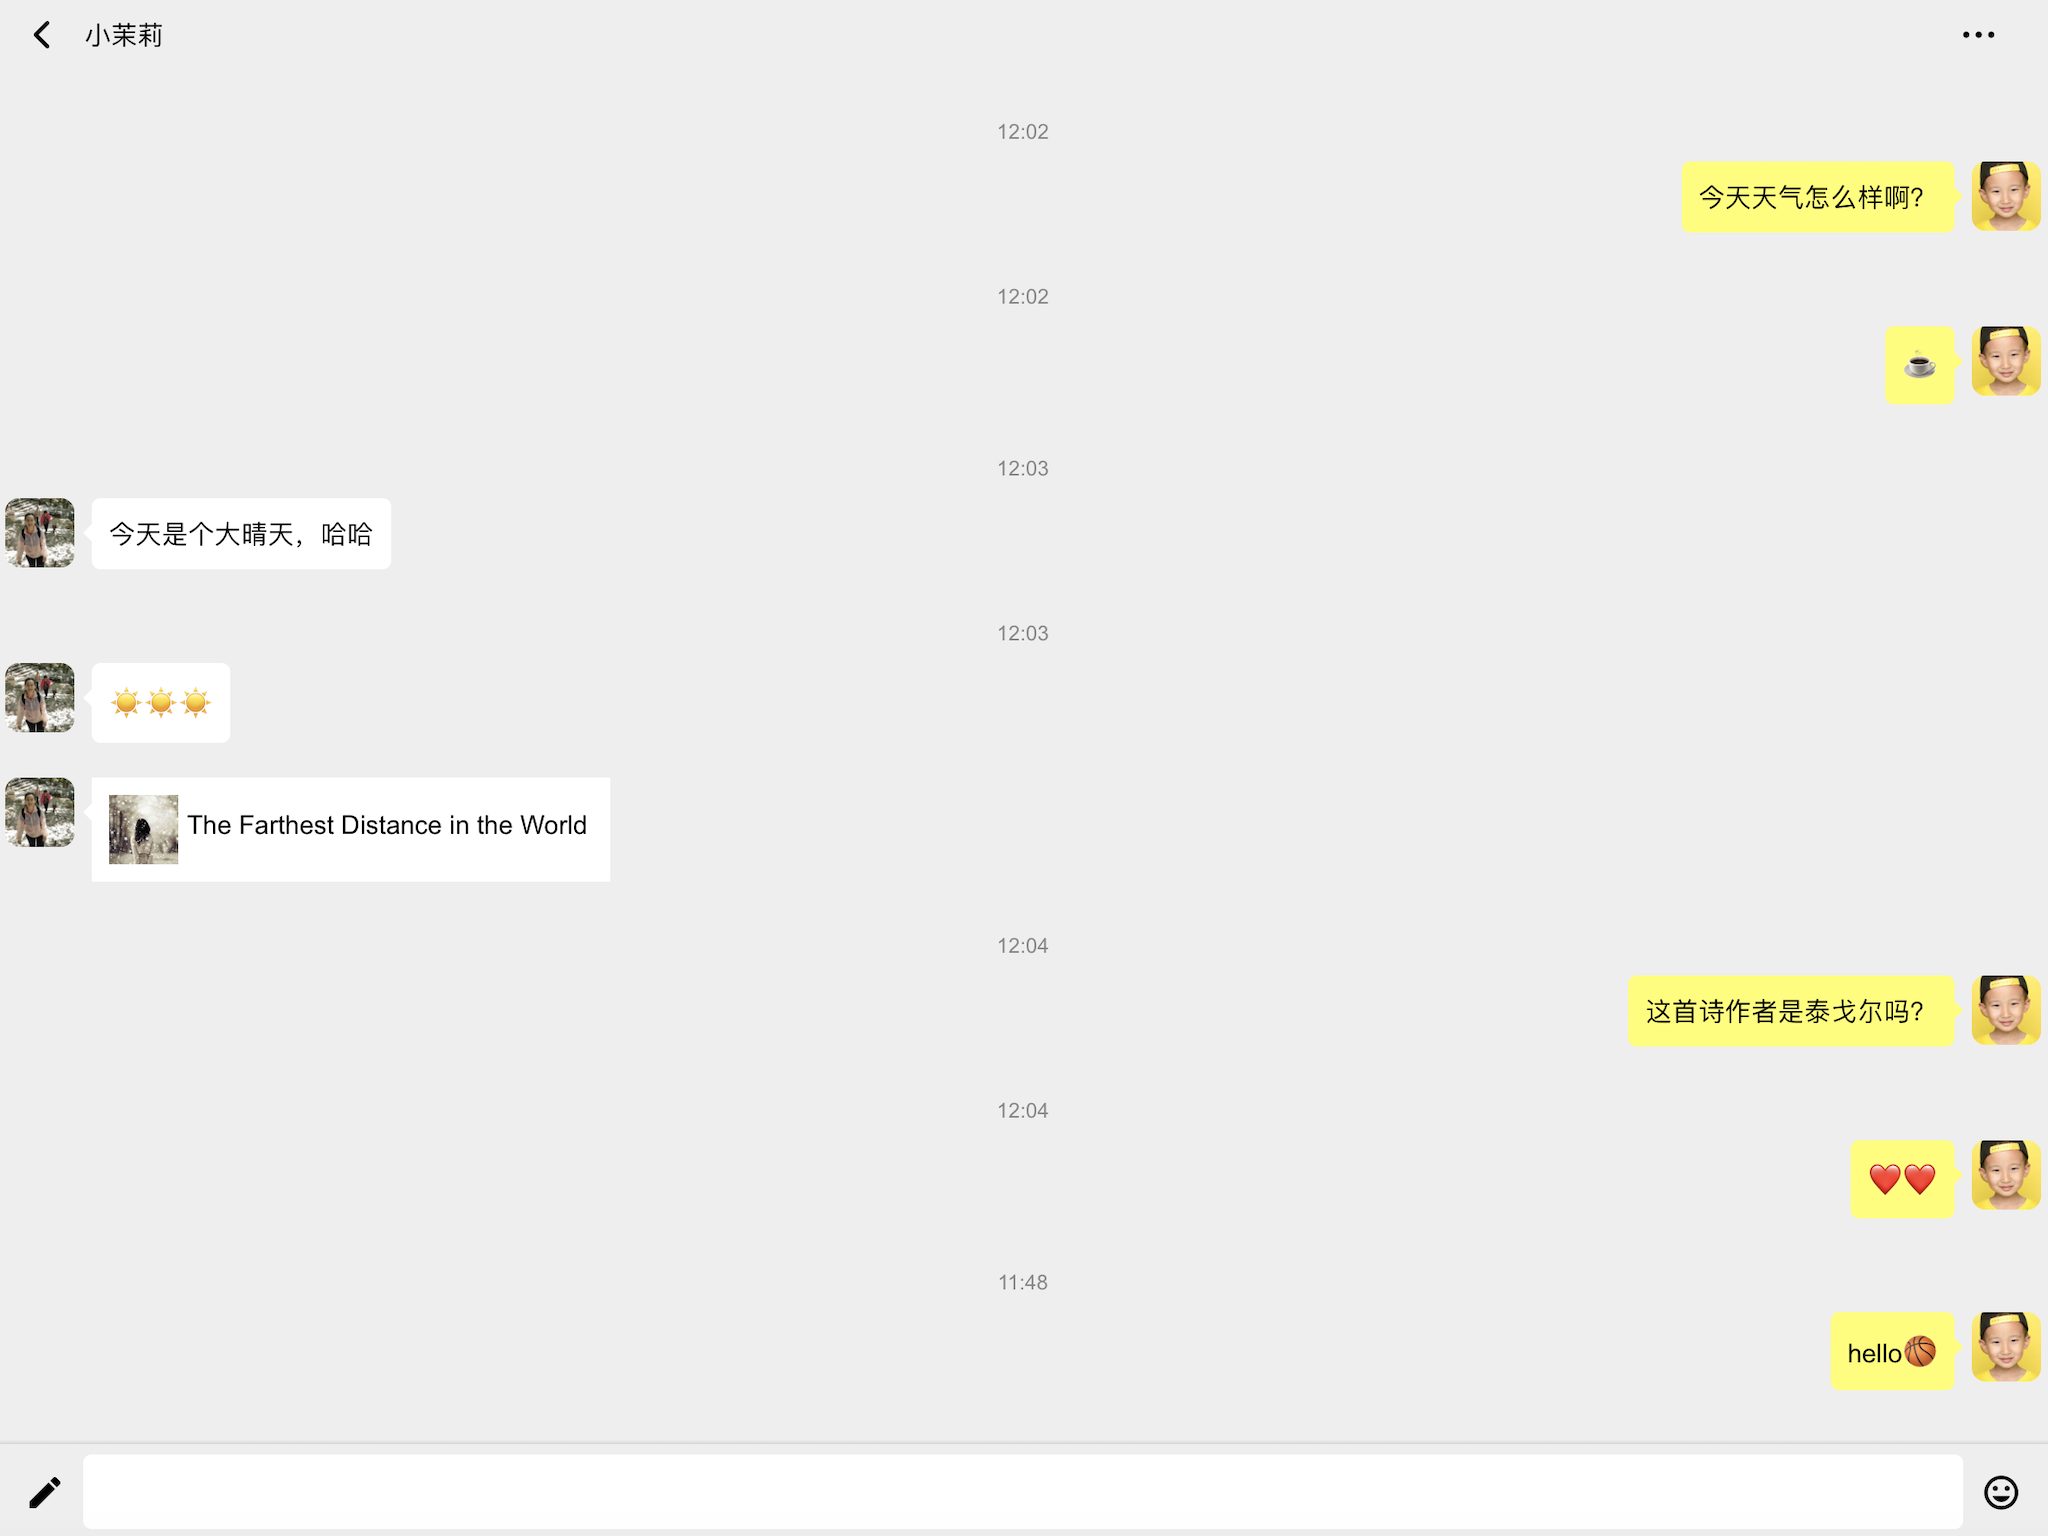 小茉莉
12:02
今天天气怎么样啊?
12:02
☕
12:03
今天是个大晴天，哈哈
12:03
☀️☀️☀️
The Farthest Distance in the World
12:04
这首诗作者是泰戈尔吗?
12:04
❤️❤️
11:48
hello🏀